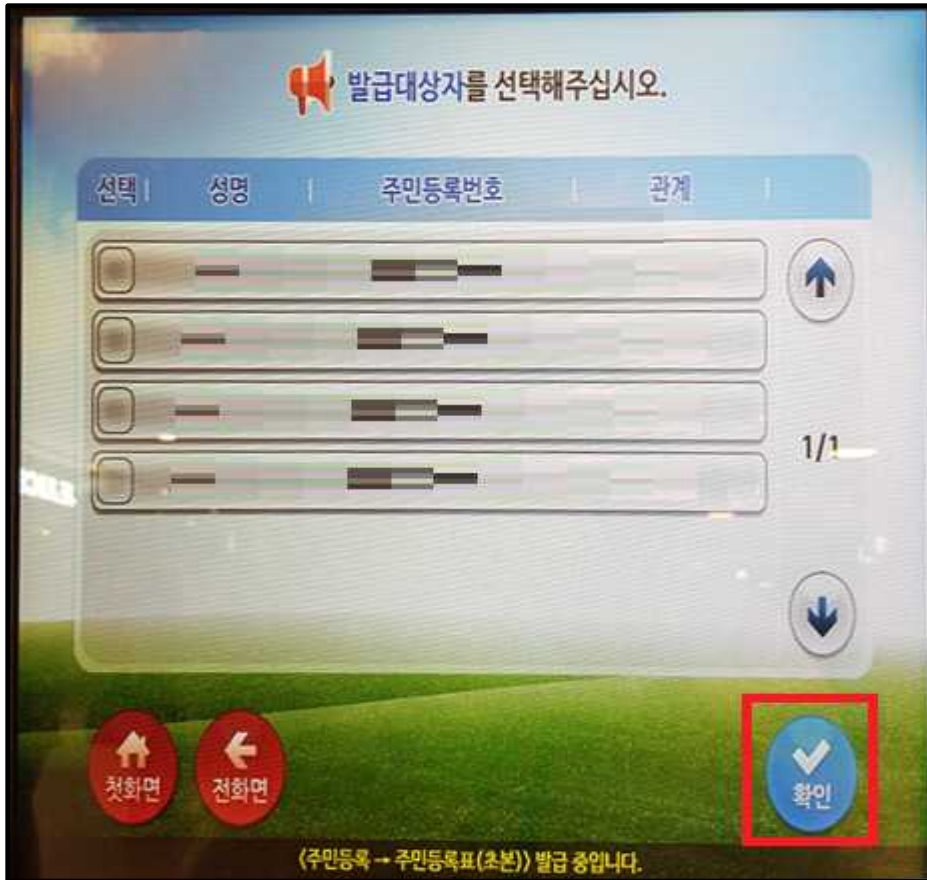 발급대상자를 선택해주십시오.
선택 성명 주민등록번호 관계
1/1
첫화면 전화면 확인
《주민등록 → 주민등록표(초본)》 발급 중입니다.